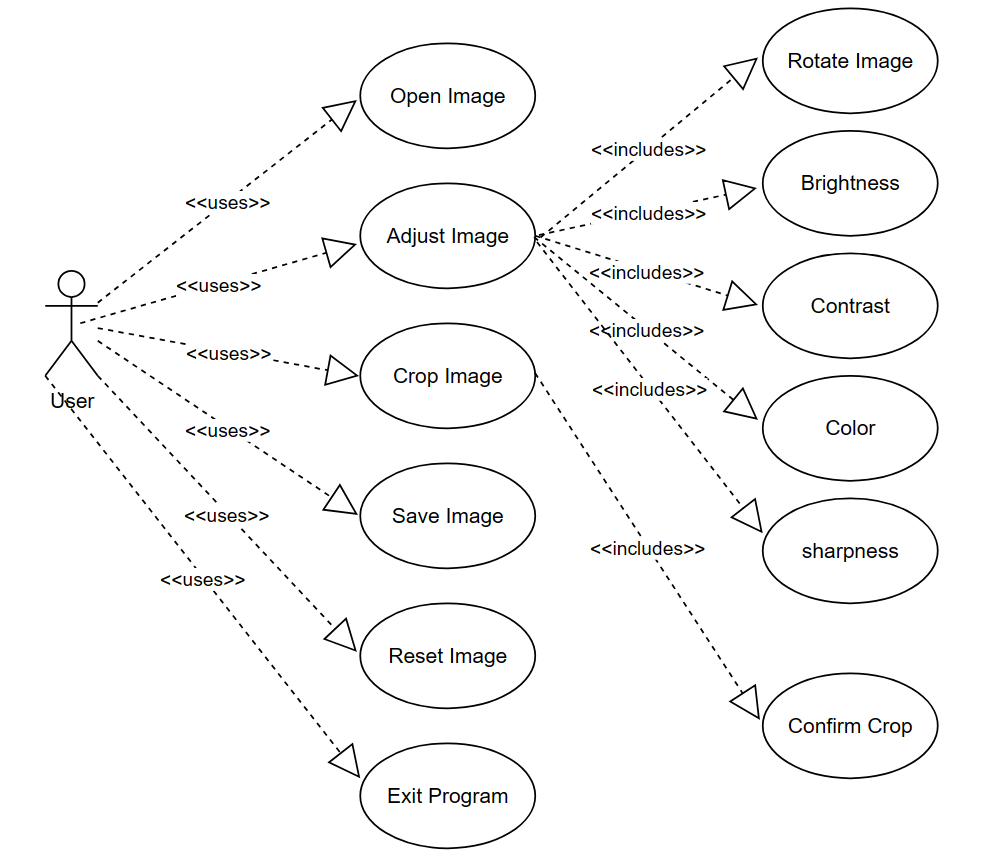 Open Image
Adjust Image
Crop Image
Save Image
Reset Image
Exit Program
User
<<uses>>
<<uses>>
<<uses>>
<<uses>>
<<uses>>
<<uses>>
<<includes>>
<<includes>>
<<includes>>
<<includes>>
<<includes>>
<<includes>>
Rotate Image
Brightness
Contrast
Color
sharpness
Confirm Crop